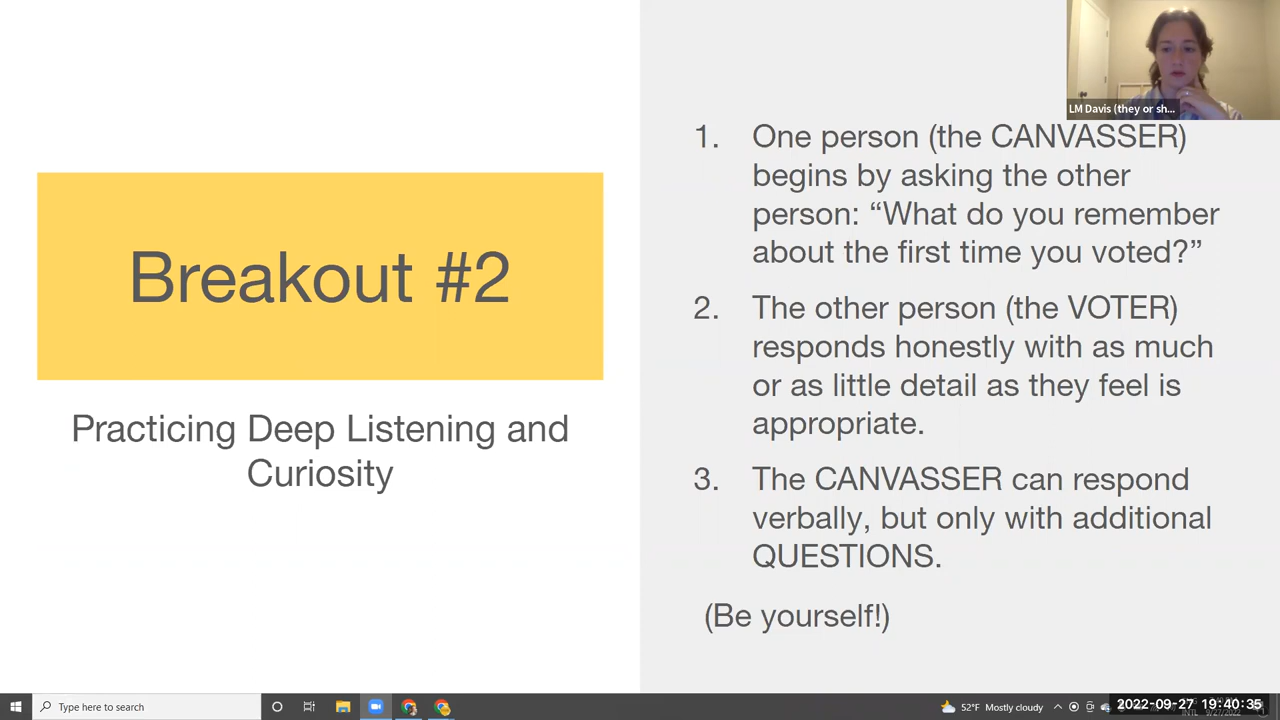 LM Davis (they or sh...
1. One person (the CANVASSER)
begins by asking the other
person: “What do you remember
about the first time you voted?”
Breakout #2
2. The other person (the VOTER)
responds honestly with as much
or as little detail as they feel is
appropriate.
Practicing Deep Listening and
Curiosity
3. The CANVASSER can respond
verbally, but only with additional
QUESTIONS.
(Be yourself!)
Type here to search
52°F Mostly cloudy
2022-09-27 19:40:35